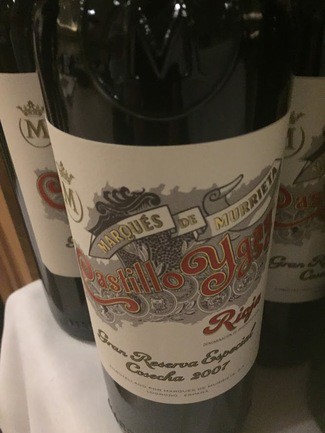 M
MARQUÉS DE MURRIETA
Castillo Ygay
Rioja
Gran Reserva Especial
Cosecha 2007
M